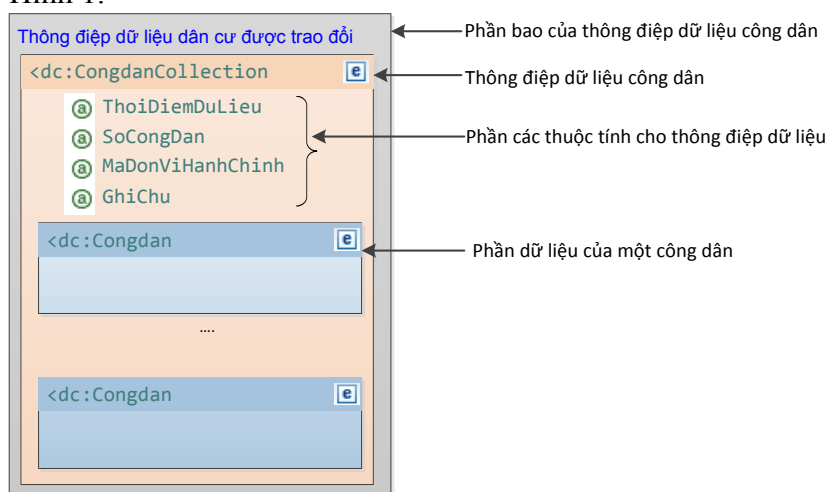 Hình 1:
Thông điệp dữ liệu dân cư được trao đổi
Phần bao của thông điệp dữ liệu công dân
<dc:CongdanCollection
e
Thông điệp dữ liệu công dân
a ThoiDiemDuLieu
a SoCongDan
Phần các thuộc tính cho thông điệp dữ liệu
a MaDonViHanhChinh
a GhiChu
<dc:Congdan
e
Phần dữ liệu của một công dân
....
<dc:Congdan
e